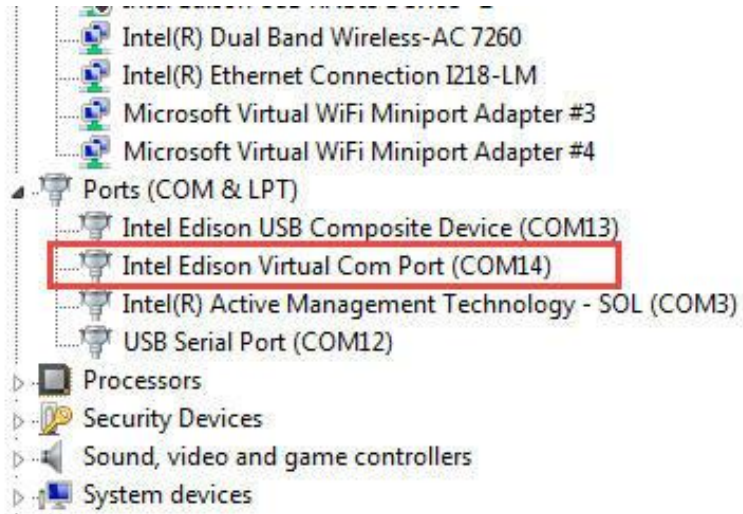 Intel(R) Dual Band Wireless-AC 7260
Intel(R) Ethernet Connection I218-LM
Microsoft Virtual WiFi Miniport Adapter #3
Microsoft Virtual WiFi Miniport Adapter #4
Ports (COM & LPT)
Intel Edison USB Composite Device (COM13)
Intel Edison Virtual Com Port (COM14)
Intel(R) Active Management Technology - SOL (COM3)
USB Serial Port (COM12)
Processors
Security Devices
Sound, video and game controllers
System devices